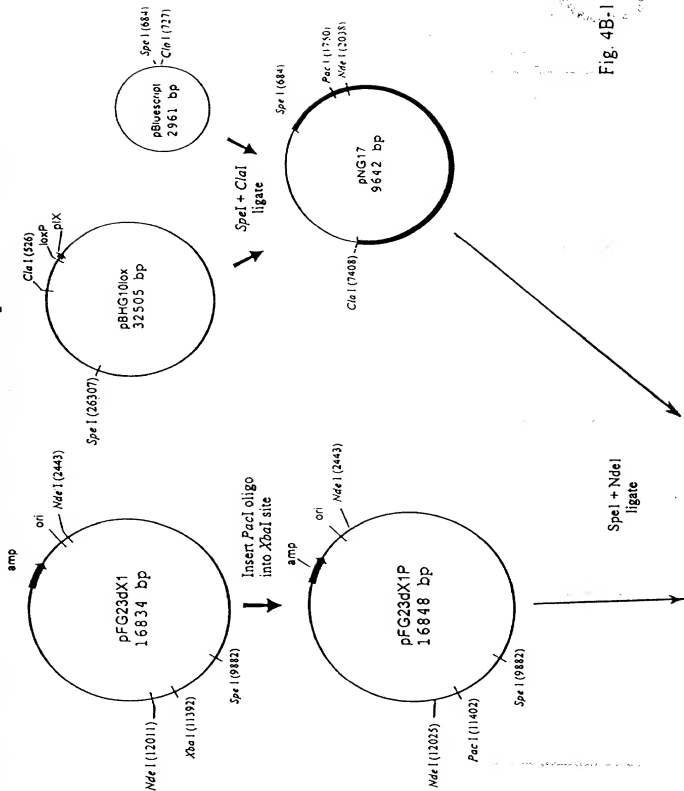 amp
ori
Nde I (2443)
pFG23dX1
16834 bp
Nde I (12011)
Xba I (11392)
Spe I (9882)
Insert PacI oligo
into XbaI site
amp
ori
Nde I (2443)
pFG23dX1P
16848 bp
Nde I (12025)
Pac I (11402)
Spe I (9882)
Cla I (526)
loxP
pIX
pBHG10lox
32505 bp
Spe I (26307)
Spe I (684)
Cla I (727)
pBluescript
2961 bp
SpeI + ClaI
ligate
Spe I (684)
Pac I (1750)
Nde I (2038)
pNG17
9642 bp
Cla I (7408)
SpeI + NdeI
ligate
Fig. 4B-1